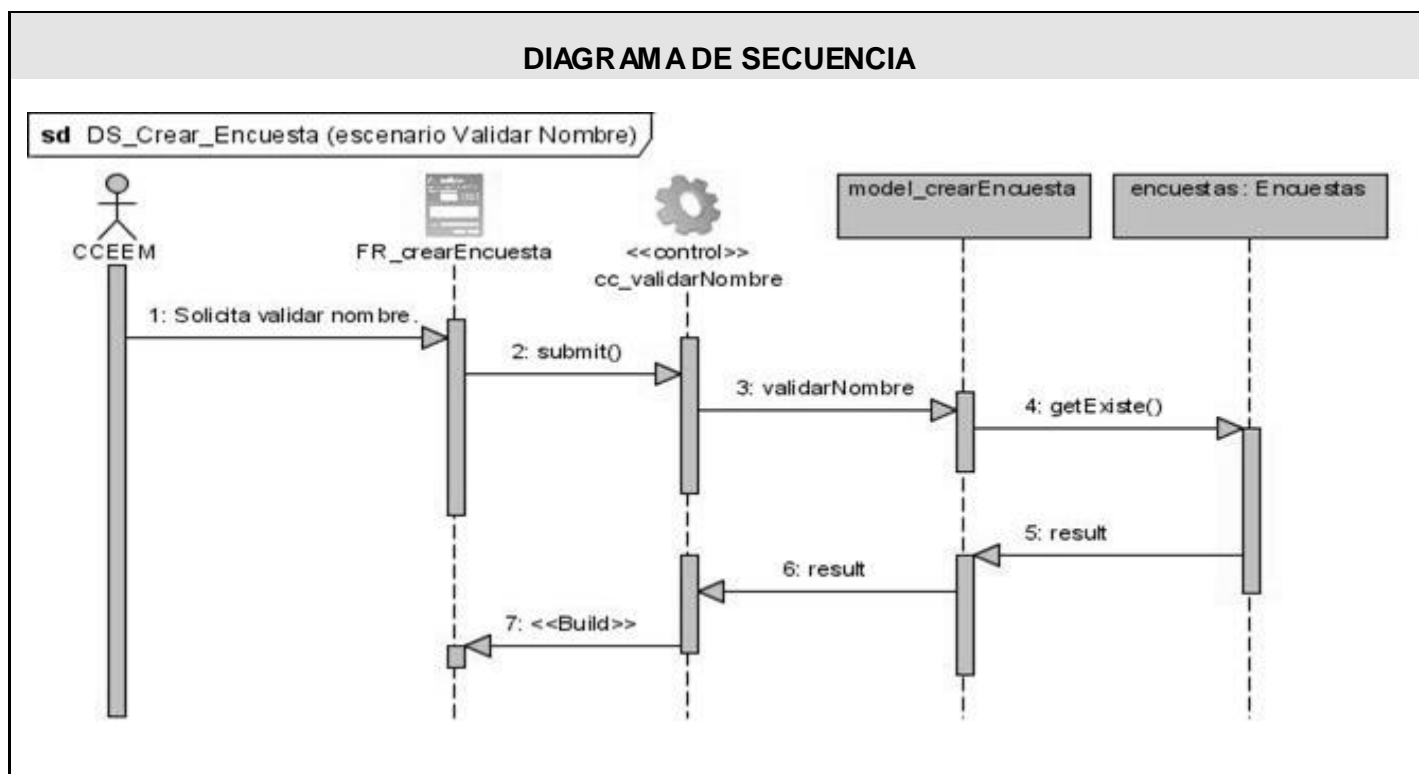 DIAGRAMA DE SECUENCIA
sd DS_Crear_Encuesta (escenario Validar Nombre)
CCEEM
FR_crearEncuesta
<<control>>
cc_validarNombre
model_crearEncuesta
encuestas : Encuestas
1: Solicita validar nombre.
2: submit()
3: validarNombre
4: getExiste()
5: result
6: result
7: <<Build>>